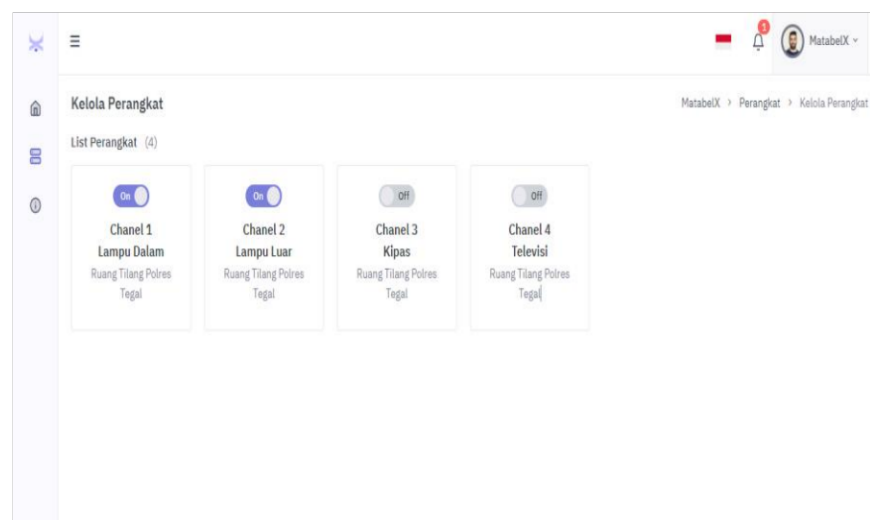 1
MatabelX
Kelola Perangkat
MatabelX > Perangkat > Kelola Perangkat
List Perangkat (4)
On
On
Off
Off
Chanel 1
Lampu Dalam
Ruang Tilang Polres
Tegal
Chanel 2
Lampu Luar
Ruang Tilang Polres
Tegal
Chanel 3
Kipas
Ruang Tilang Polres
Tegal
Chanel 4
Televisi
Ruang Tilang Polres
Tegal